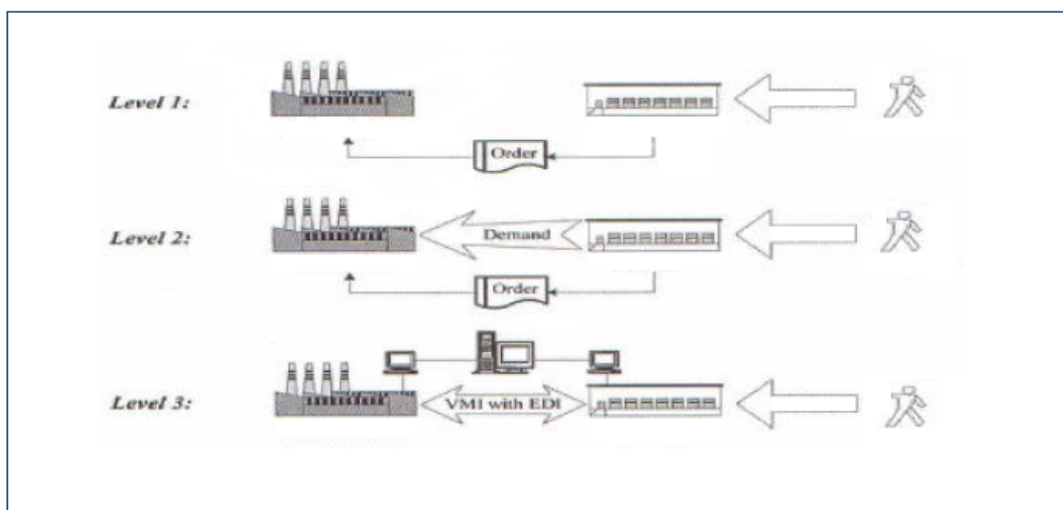 Level 1:
Order
Level 2:
Demand
Order
Level 3:
VMI with EDI